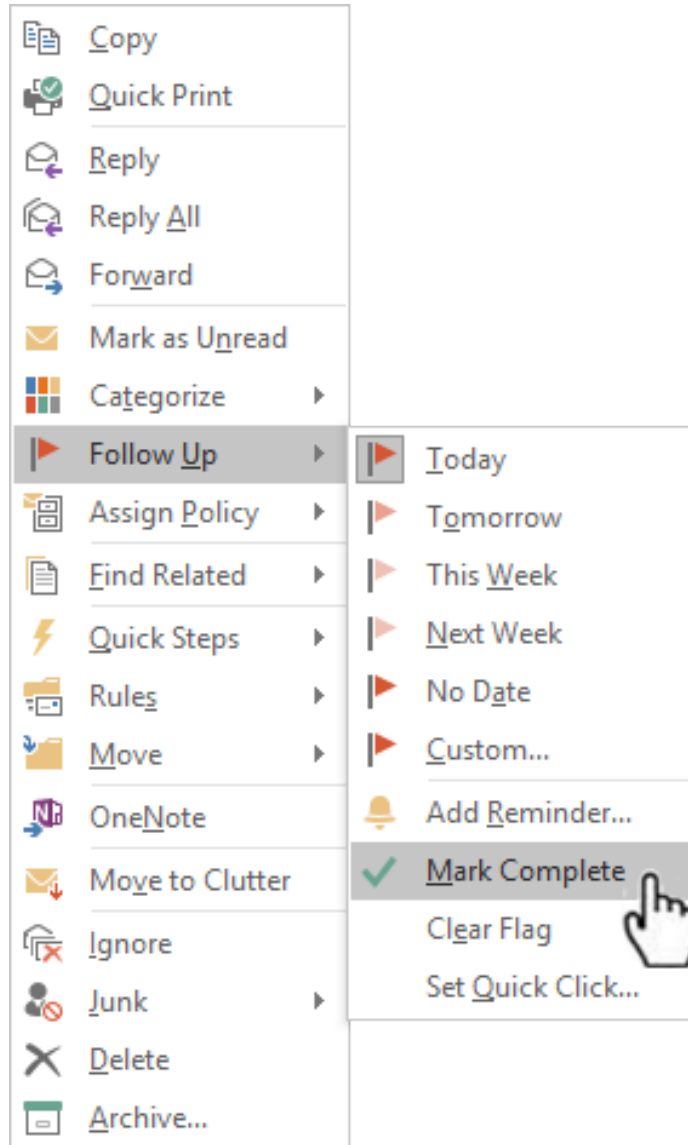 Copy
Quick Print
Reply
Reply All
Forward
Mark as Unread
Categorize
Follow Up
Assign Policy
Find Related
Quick Steps
Rules
Move
OneNote
Move to Clutter
Ignore
Junk
Delete
Archive...
Today
Tomorrow
This Week
Next Week
No Date
Custom...
Add Reminder...
Mark Complete
Clear Flag
Set Quick Click...